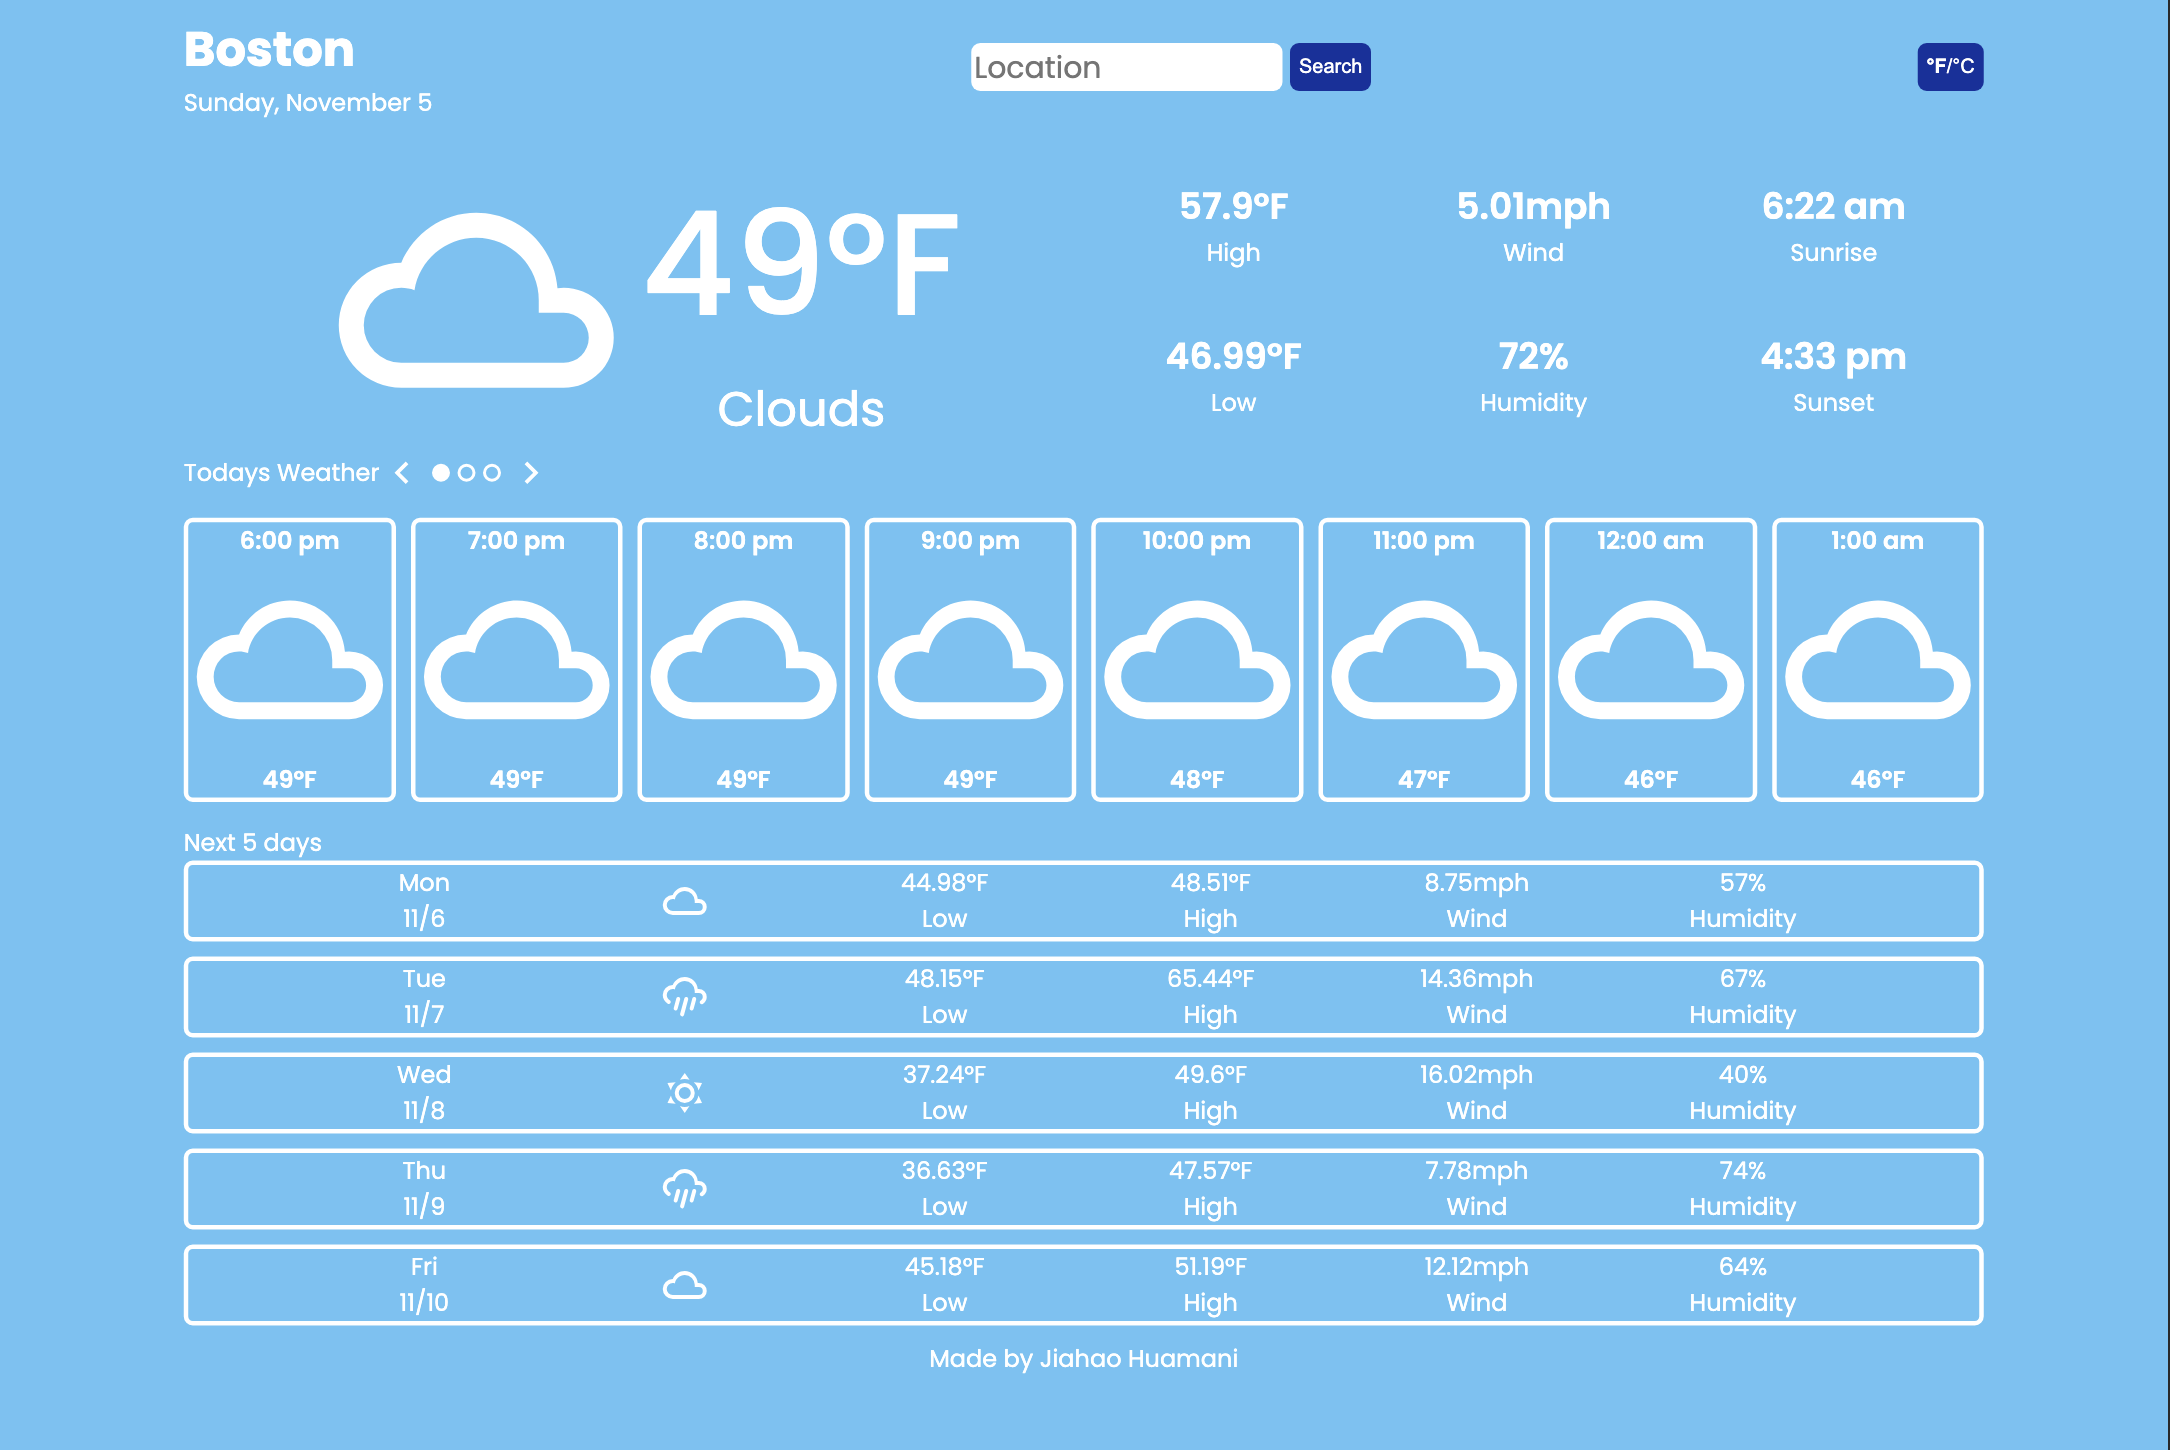 Boston
Sunday, November 5
Location
Search
°F/°C
49°F
Clouds
57.9°F
High
5.01mph
Wind
6:22 am
Sunrise
46.99°F
Low
72%
Humidity
4:33 pm
Sunset
Todays Weather
6:00 pm
49°F
7:00 pm
49°F
8:00 pm
49°F
9:00 pm
49°F
10:00 pm
48°F
11:00 pm
47°F
12:00 am
46°F
1:00 am
46°F
Next 5 days
Mon
11/6
44.98°F
Low
48.51°F
High
8.75mph
Wind
57%
Humidity
Tue
11/7
48.15°F
Low
65.44°F
High
14.36mph
Wind
67%
Humidity
Wed
11/8
37.24°F
Low
49.6°F
High
16.02mph
Wind
40%
Humidity
Thu
11/9
36.63°F
Low
47.57°F
High
7.78mph
Wind
74%
Humidity
Fri
11/10
45.18°F
Low
51.19°F
High
12.12mph
Wind
64%
Humidity
Made by Jiahao Huamani